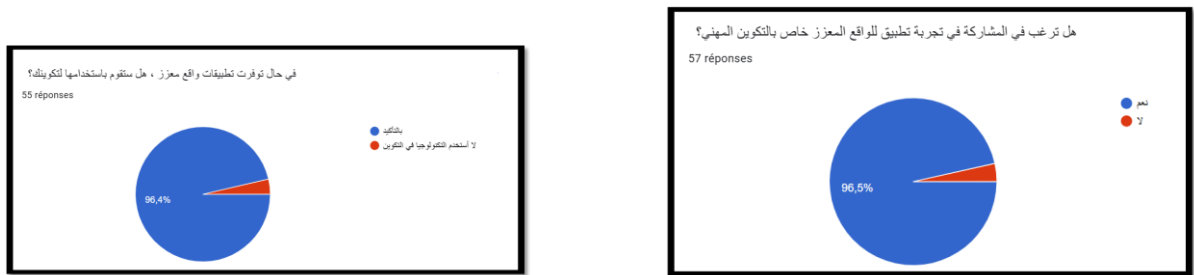 في حال توفرت تطبيقات واقع معزز ، هل ستقوم باستخدامها لتكوينك؟
55 réponses
بالتأكيد
لا أستخدم التكنولوجيا في التكوين
96,4%
هل ترغب في المشاركة في تجربة تطبيق للواقع المعزز خاص بالتكوين المهني؟
57 réponses
نعم
لا
96,5%